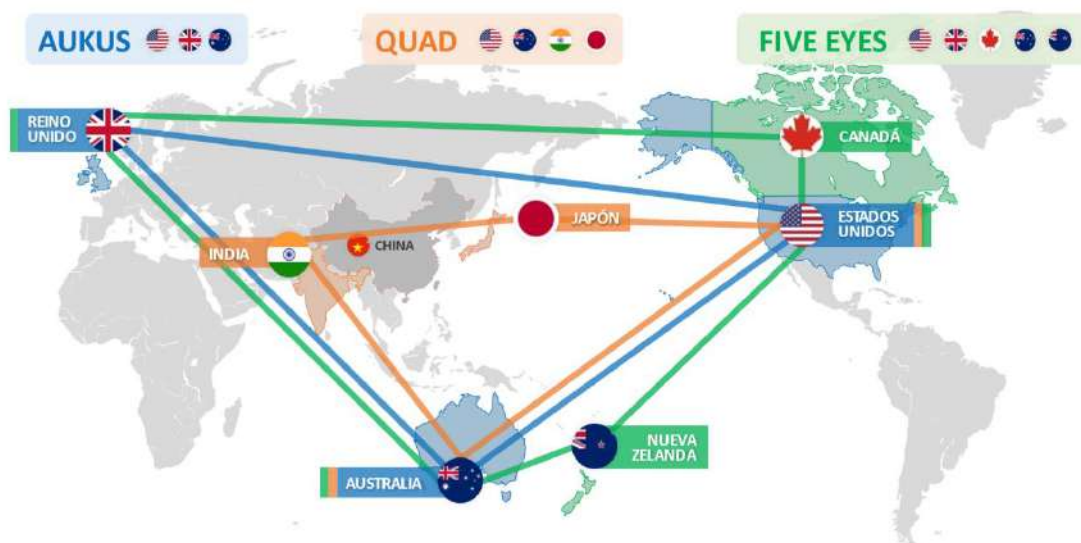 AUKUS
QUAD
FIVE EYES
REINO
UNIDO
CANADÁ
ESTADOS
UNIDOS
JAPÓN
CHINA
INDIA
NUEVA
ZELANDA
AUSTRALIA